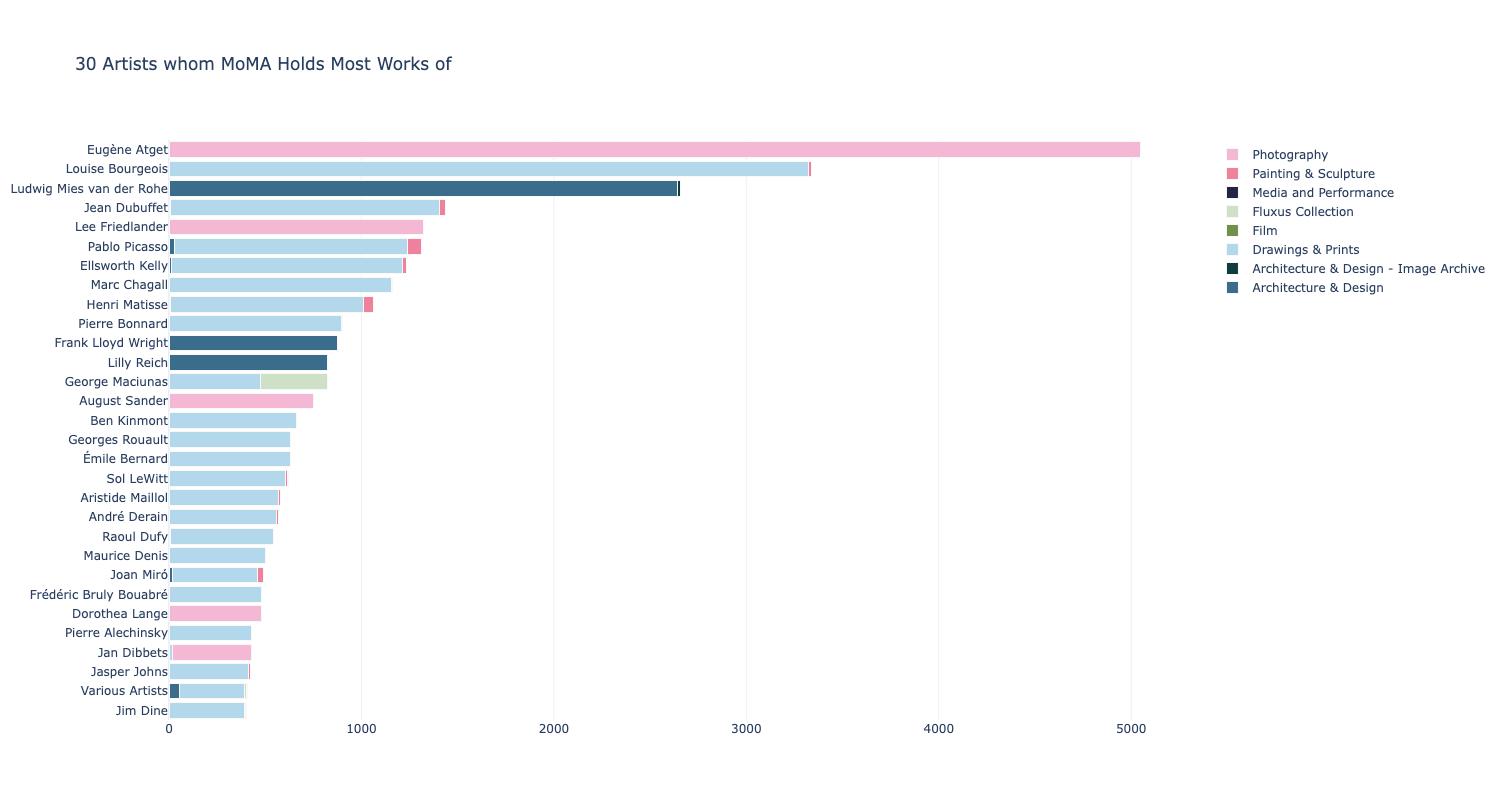 30 Artists whom MoMA Holds Most Works of
Eugène Atget
Louise Bourgeois
Ludwig Mies van der Rohe
Jean Dubuffet
Lee Friedlander
Pablo Picasso
Ellsworth Kelly
Marc Chagall
Henri Matisse
Pierre Bonnard
Frank Lloyd Wright
Lilly Reich
George Maciunas
August Sander
Ben Kinmont
Georges Rouault
Émile Bernard
Sol LeWitt
Aristide Maillol
André Derain
Raoul Dufy
Maurice Denis
Joan Miró
Frédéric Bruly Bouabré
Dorothea Lange
Pierre Alechinsky
Jan Dibbets
Jasper Johns
Various Artists
Jim Dine
0 1000 2000 3000 4000 5000
Photography
Painting & Sculpture
Media and Performance
Fluxus Collection
Film
Drawings & Prints
Architecture & Design - Image Archive
Architecture & Design